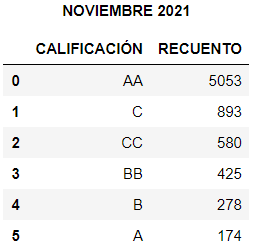 NOVIEMBRE 2021
CALIFICACIÓN RECUENTO
0 AA 5053
1 C 893
2 CC 580
3 BB 425
4 B 278
5 A 174